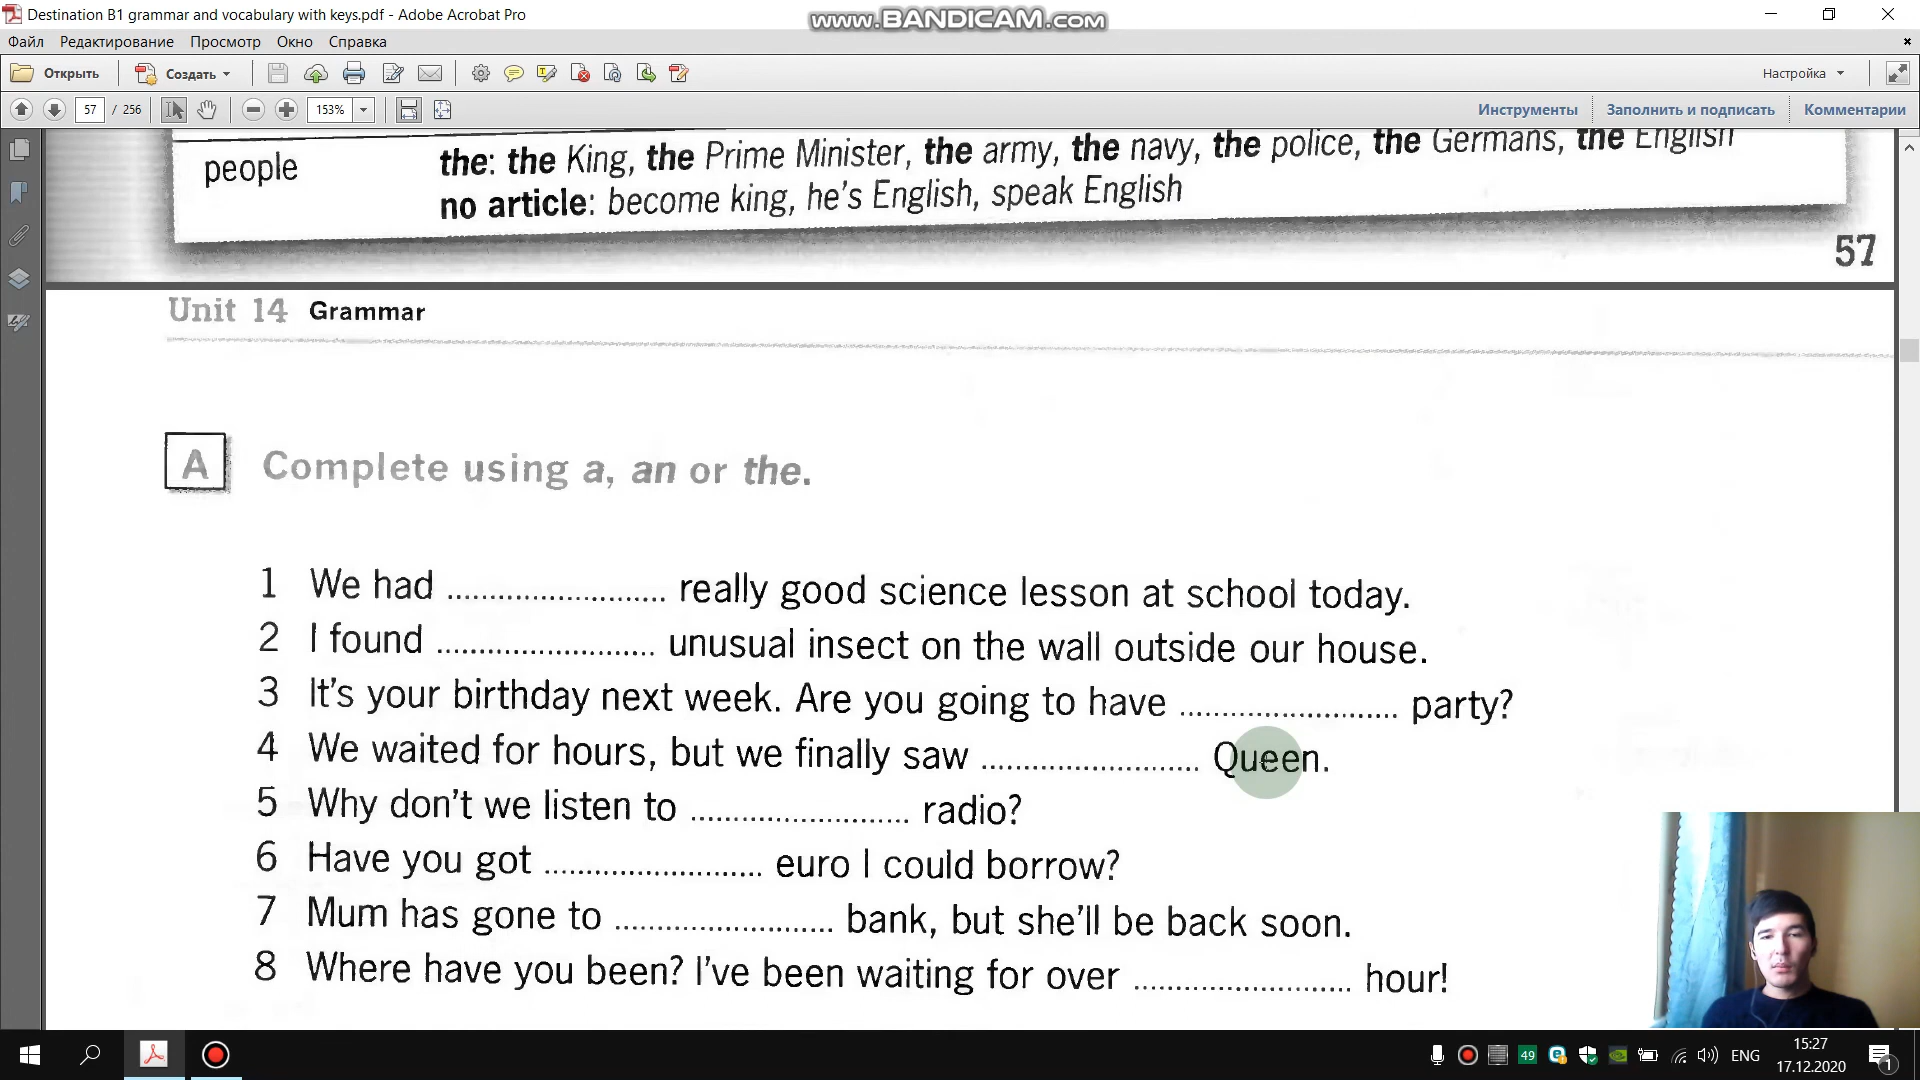 Destination B1 grammar and vocabulary with keys.pdf - Adobe Acrobat Pro
www.BANDICAM.com
Файл Редактирование Просмотр Окно Справка
Открыть Создать Настройка
57 / 256 153% Инструменты Заполнить и подписать Комментарии
people the: the King, the Prime Minister, the army, the navy, the police, the Germans, the English
no article: become king, he's English, speak English
57
Unit 14 Grammar
A Complete using a, an or the.
1 We had .......................... really good science lesson at school today.
2 I found .......................... unusual insect on the wall outside our house.
3 It's your birthday next week. Are you going to have .......................... party?
4 We waited for hours, but we finally saw .......................... Queen.
5 Why don't we listen to .......................... radio?
6 Have you got .......................... euro I could borrow?
7 Mum has gone to .......................... bank, but she'll be back soon.
8 Where have you been? I've been waiting for over .......................... hour!
49 ENG 15:27
17.12.2020
1